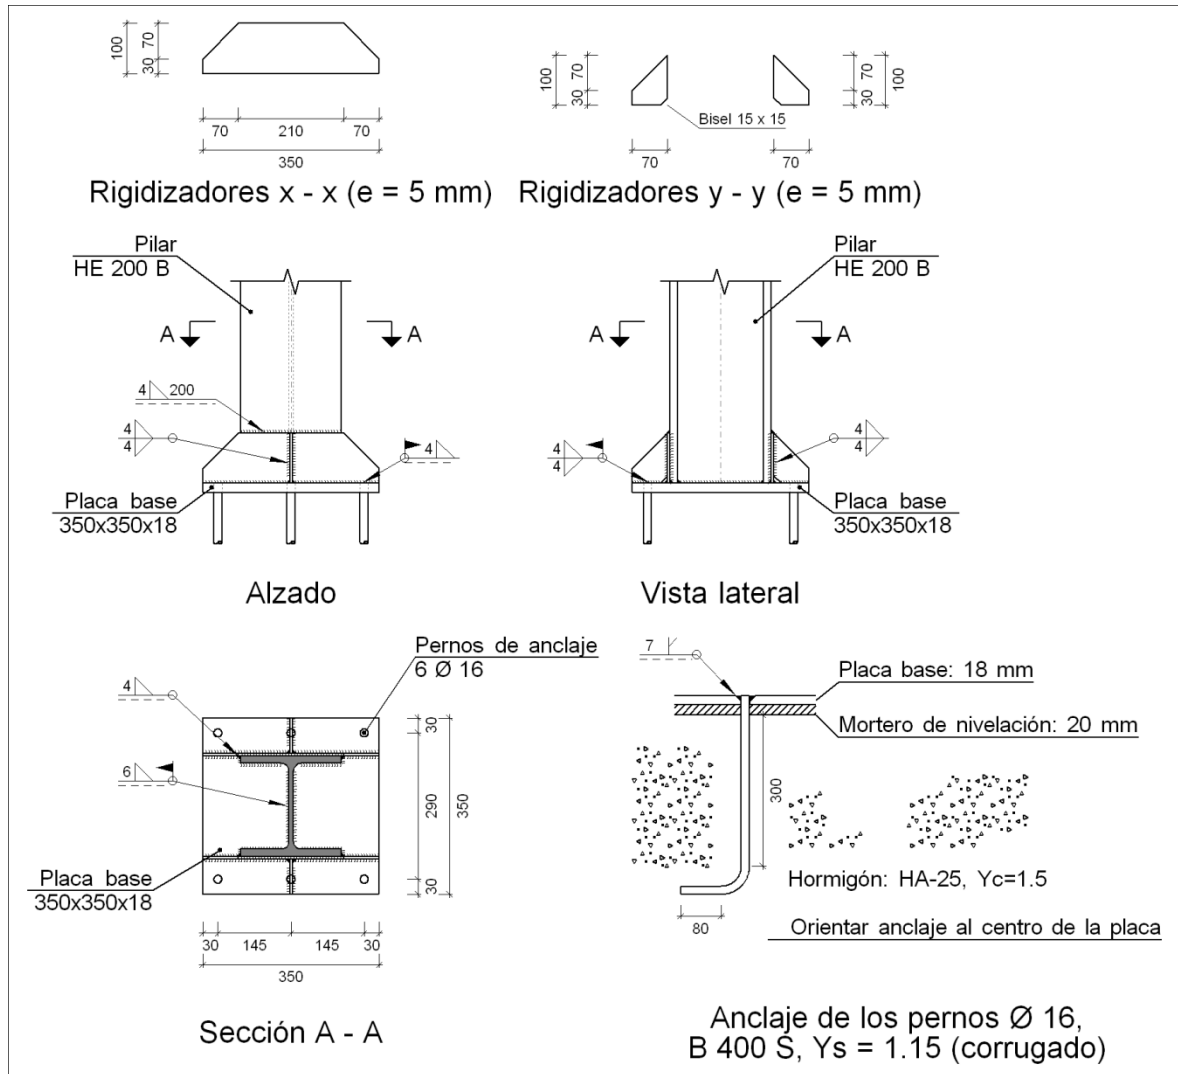 100
70
30
70
210
70
350
Rigidizadores x - x (e = 5 mm)
100
70
30
70
Bisel 15 x 15
70
70
30
100
Rigidizadores y - y (e = 5 mm)
Pilar
HE 200 B
A
A
4
200
4
4
4
Placa base
350x350x18
Alzado
Pilar
HE 200 B
A
A
4
4
4
4
Placa base
350x350x18
Vista lateral
Pernos de anclaje
6 Ø 16
4
6
30
290
30
350
Placa base
350x350x18
30
145
145
30
350
Sección A - A
7
Placa base: 18 mm
Mortero de nivelación: 20 mm
300
Hormigón: HA-25, Yc=1.5
80
Orientar anclaje al centro de la placa
Anclaje de los pernos Ø 16,
B 400 S, Ys = 1.15 (corrugado)